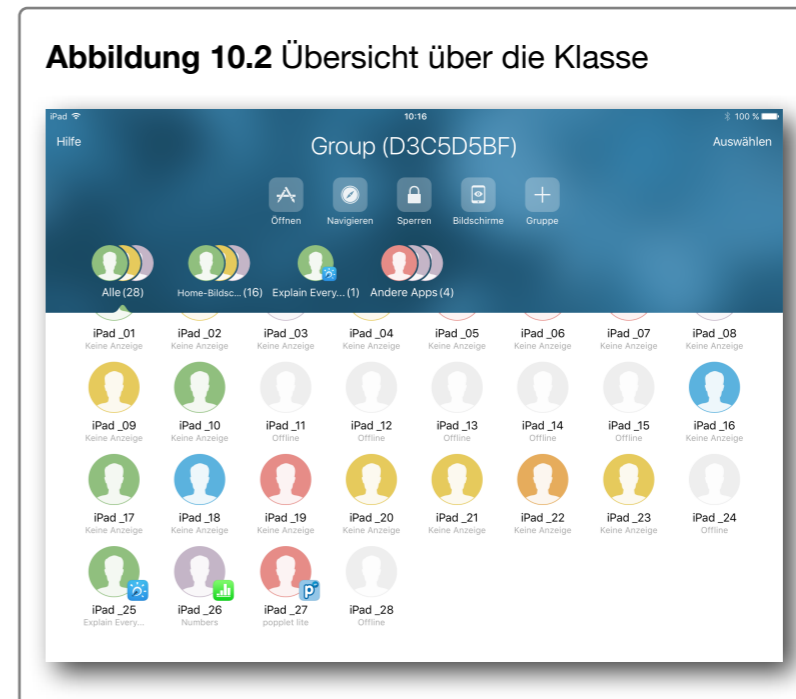 Abbildung 10.2 Übersicht über die Klasse
iPad 10:16 100 %
Hilfe Group (D3C5D5BF) Auswählen
Öffnen Navigieren Sperren Bildschirme Gruppe
Alle (28) Home-Bildsc... (16) Explain Every... (1) Andere Apps (4)
iPad _01 iPad _02 iPad _03 iPad _04 iPad _05 iPad _06 iPad _07 iPad _08
Keine Anzeige Keine Anzeige Keine Anzeige Keine Anzeige Keine Anzeige Keine Anzeige Keine Anzeige Keine Anzeige
iPad _09 iPad _10 iPad _11 iPad _12 iPad _13 iPad _14 iPad _15 iPad _16
Keine Anzeige Keine Anzeige Offline Offline Offline Offline Offline Keine Anzeige
iPad _17 iPad _18 iPad _19 iPad _20 iPad _21 iPad _22 iPad _23 iPad _24
Keine Anzeige Keine Anzeige Keine Anzeige Keine Anzeige Keine Anzeige Keine Anzeige Keine Anzeige Offline
iPad _25 iPad _26 iPad _27 iPad _28
Explain Every... Numbers popplet lite Offline